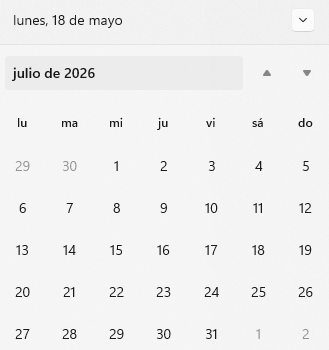 lunes, 18 de mayo
julio de 2026
lu ma mi ju vi sá do
29 30 1 2 3 4 5
6 7 8 9 10 11 12
13 14 15 16 17 18 19
20 21 22 23 24 25 26
27 28 29 30 31 1 2